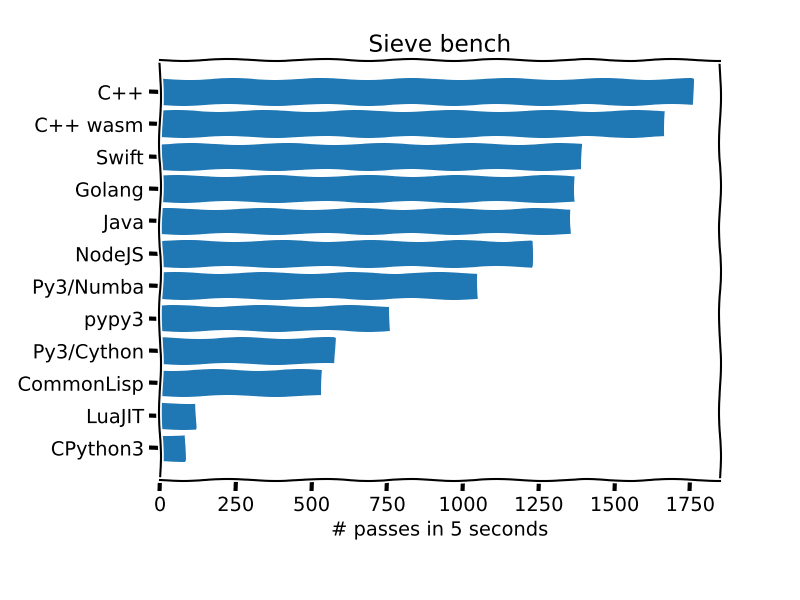 Sieve bench
C++
C++ wasm
Swift
Golang
Java
NodeJS
Py3/Numba
pypy3
Py3/Cython
CommonLisp
LuaJIT
CPython3
0 250 500 750 1000 1250 1500 1750
# passes in 5 seconds